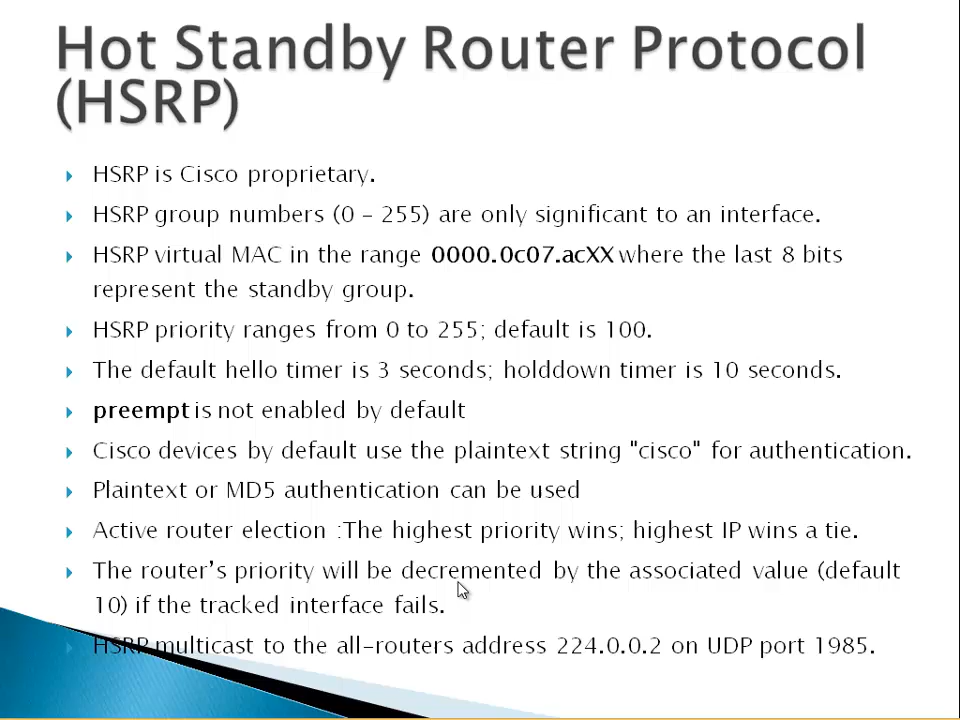 Hot Standby Router Protocol
(HSRP)
HSRP is Cisco proprietary.
HSRP group numbers (0 – 255) are only significant to an interface.
HSRP virtual MAC in the range 0000.0c07.acXX where the last 8 bits
represent the standby group.
HSRP priority ranges from 0 to 255; default is 100.
The default hello timer is 3 seconds; holddown timer is 10 seconds.
preempt is not enabled by default
Cisco devices by default use the plaintext string "cisco" for authentication.
Plaintext or MD5 authentication can be used
Active router election :The highest priority wins; highest IP wins a tie.
The router’s priority will be decremented by the associated value (default
10) if the tracked interface fails.
HSRP multicast to the all-routers address 224.0.0.2 on UDP port 1985.